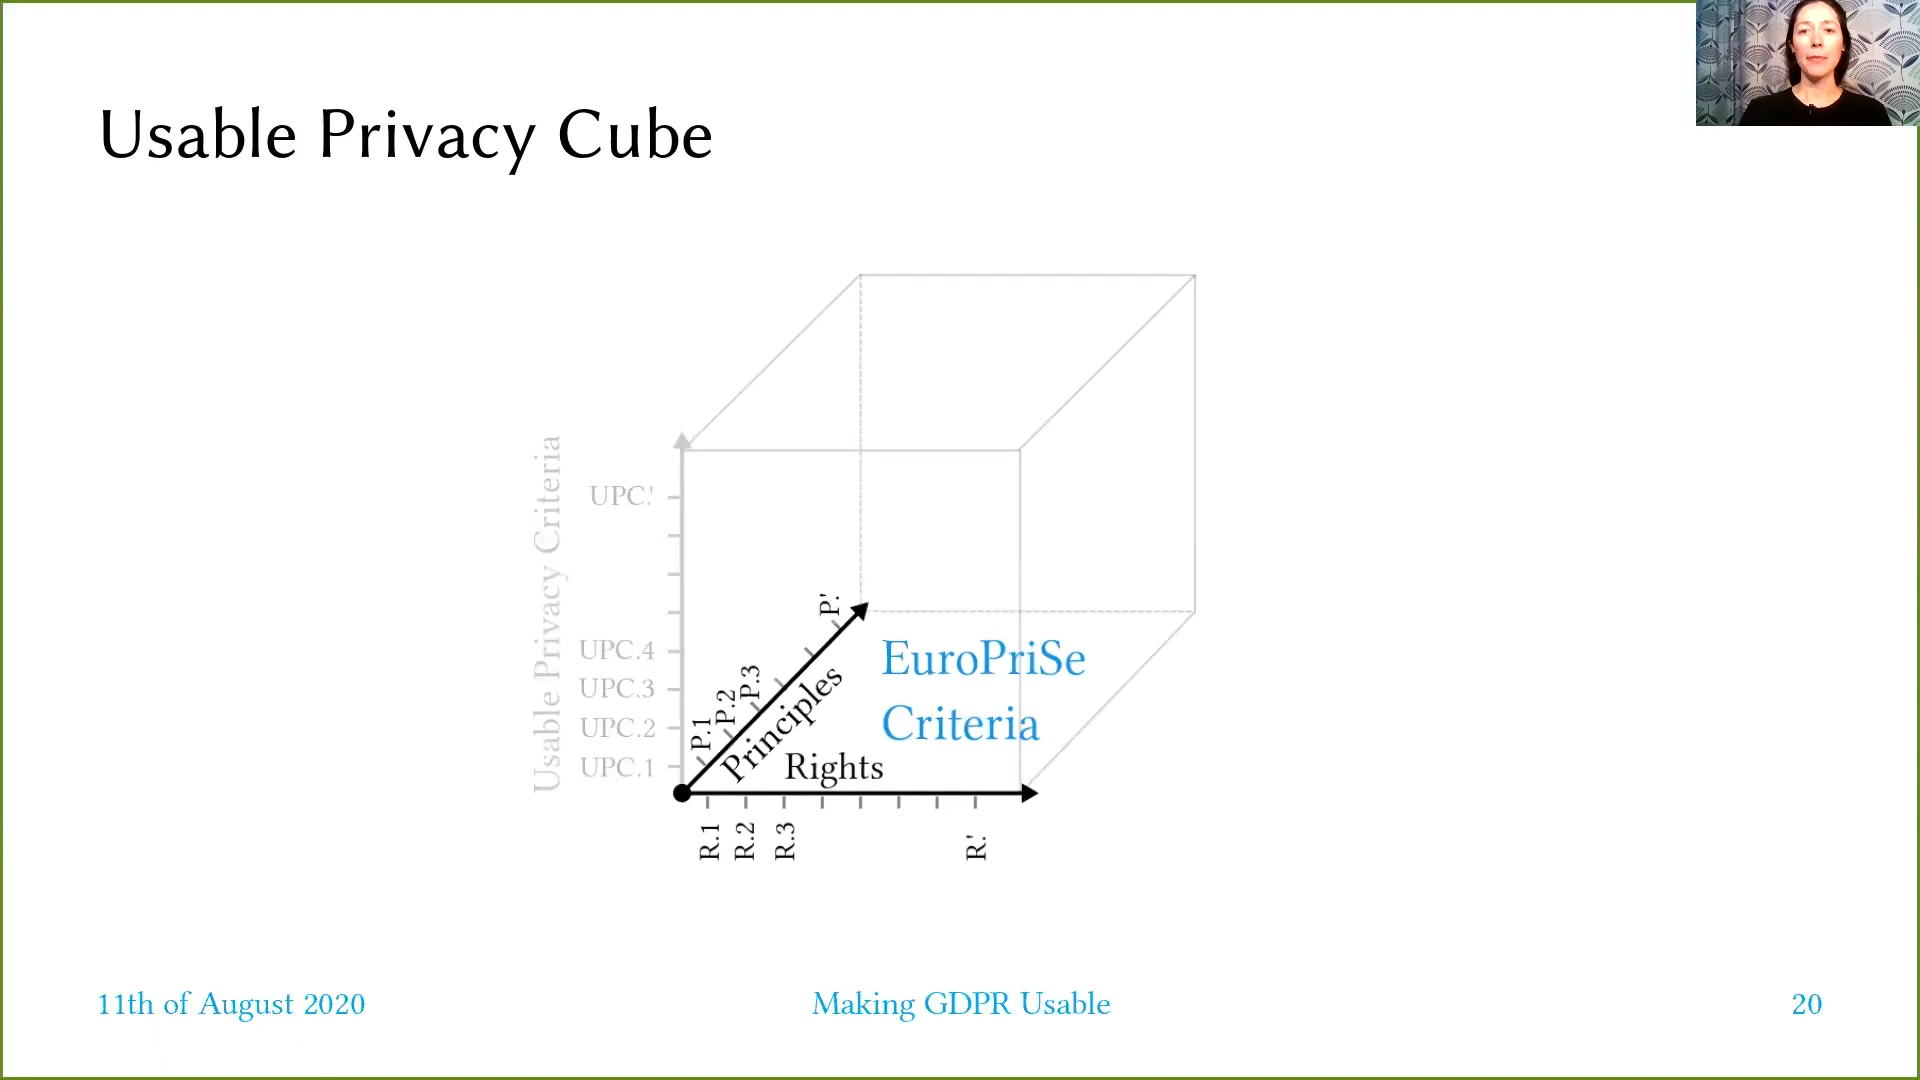 Usable Privacy Cube
Usable Privacy Criteria
UPC.'
UPC.4
UPC.3
UPC.2
UPC.1
P.1
P.2
P.3
P.'
Principles
EuroPriSe
Criteria
Rights
R.1
R.2
R.3
R.'
11th of August 2020
Making GDPR Usable
20